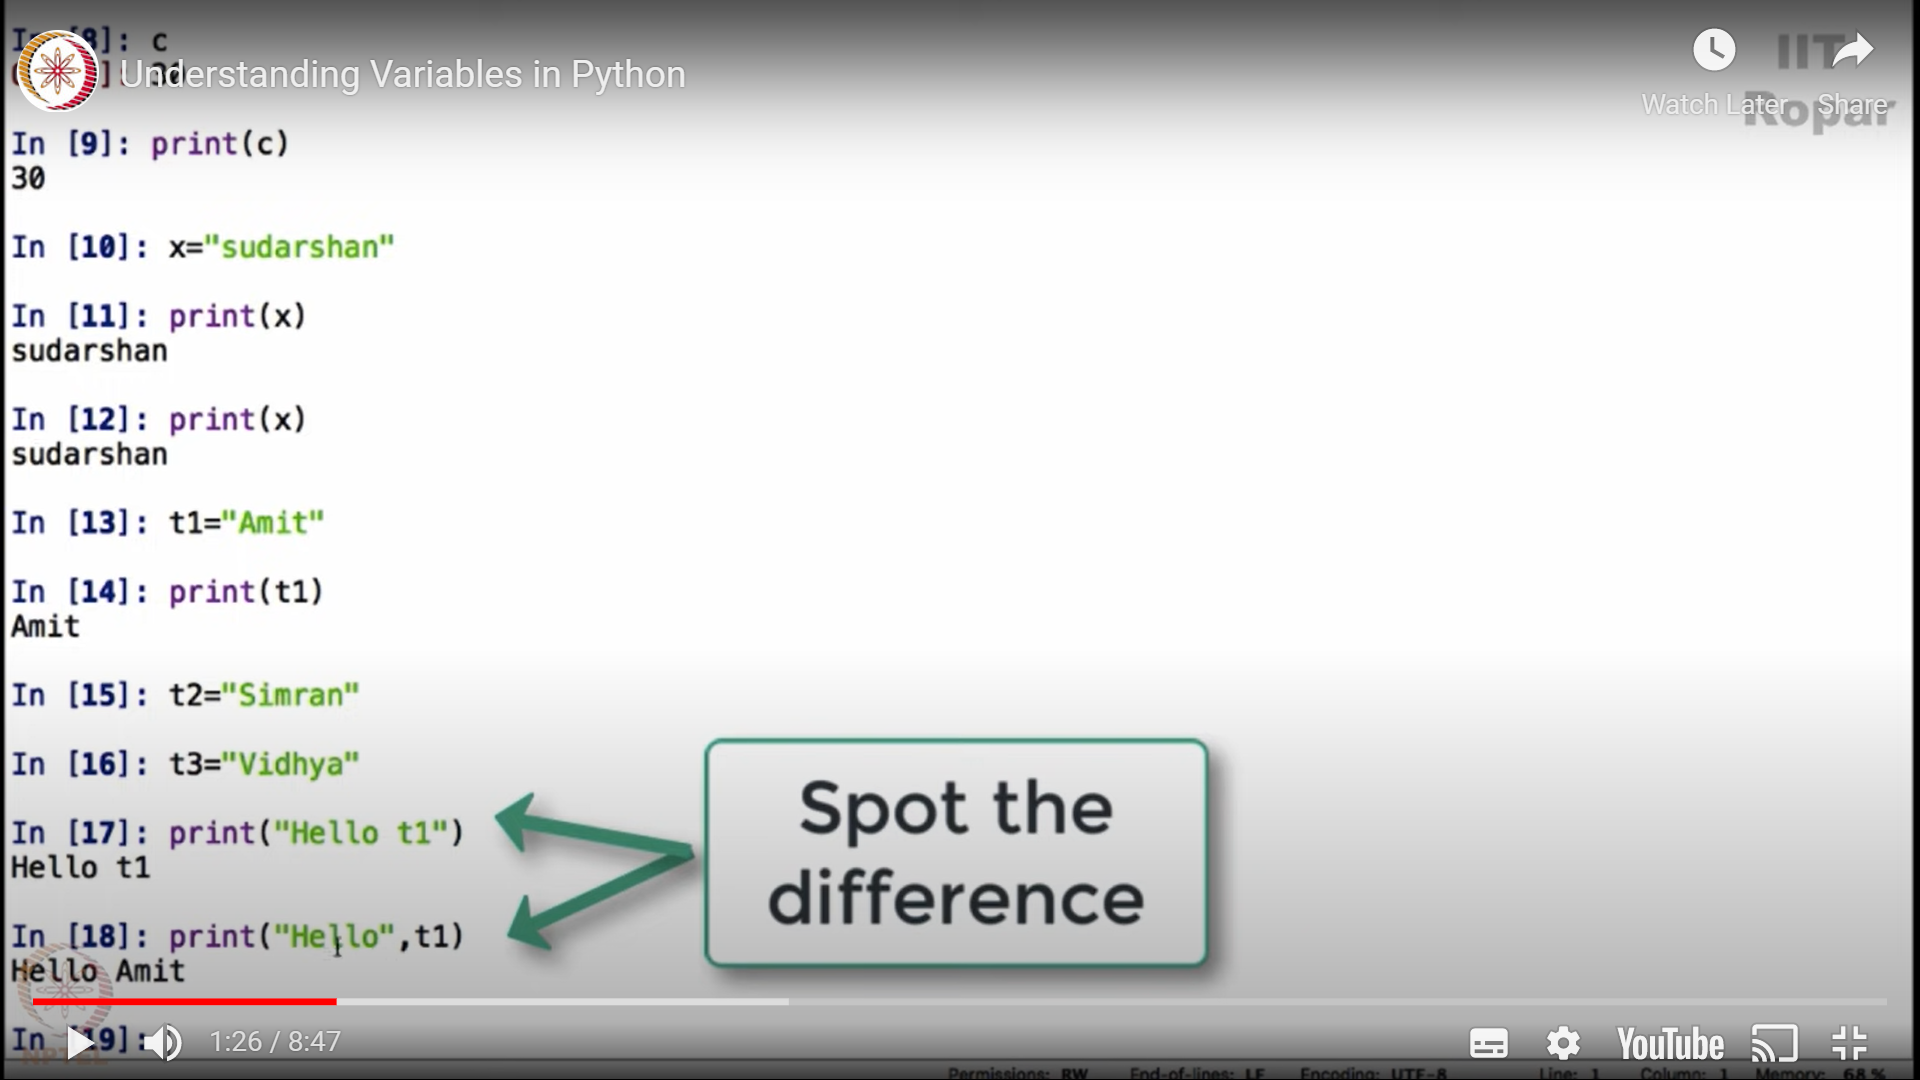 In [8]: c
Understanding Variables in Python
IIT
Ropar
Watch Later
Share
In [9]: print(c)
30
In [10]: x="sudarshan"
In [11]: print(x)
sudarshan
In [12]: print(x)
sudarshan
In [13]: t1="Amit"
In [14]: print(t1)
Amit
In [15]: t2="Simran"
In [16]: t3="Vidhya"
In [17]: print("Hello t1")
Hello t1
Spot the
difference
In [18]: print("Hello",t1)
Hello Amit
In [19]:
NPTEL
1:26 / 8:47
YouTube
Permissions: RW End-of-lines: LF Encoding: UTF-8 Line: 1 Column: 1 Memory: 68 %